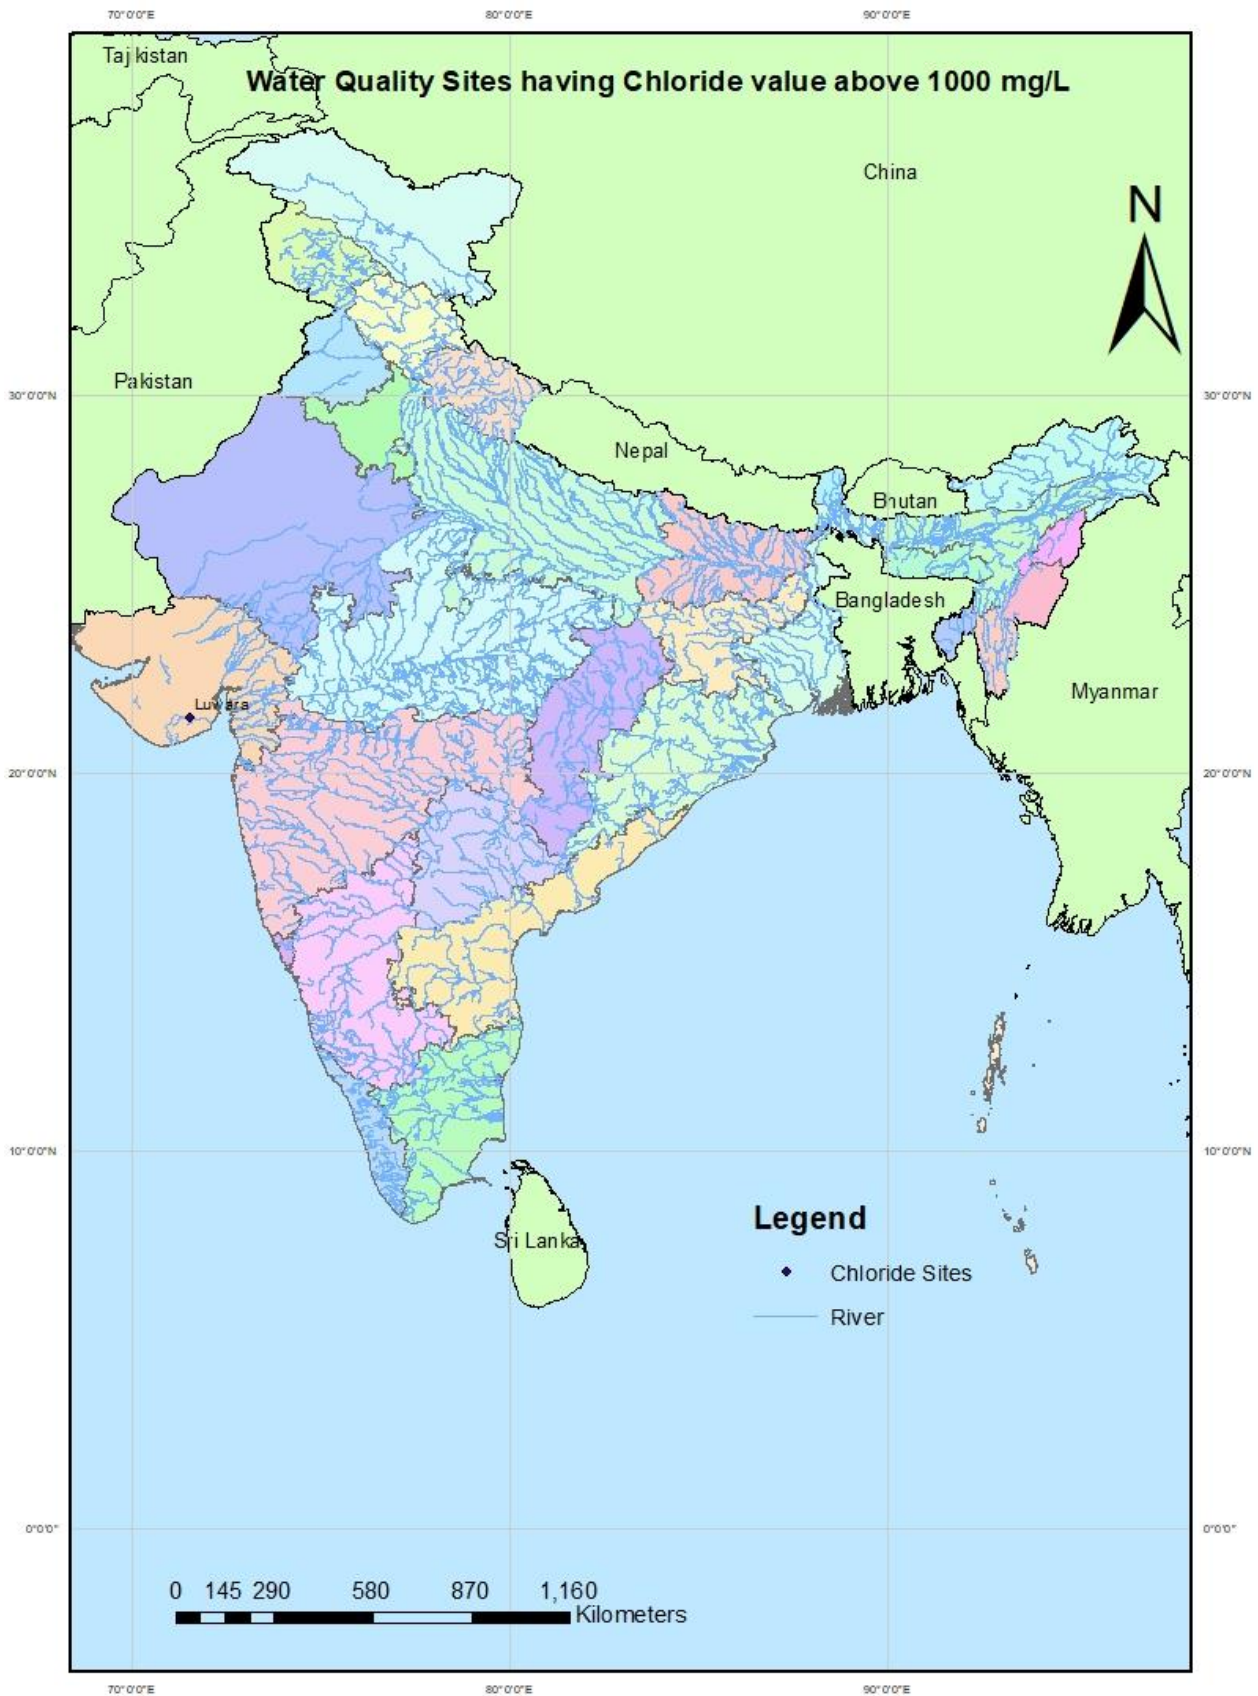 70°0'0"E 80°0'0"E 90°0'0"E
Tajikistan
Water Quality Sites having Chloride value above 1000 mg/L
China
N
Pakistan
30°0'0"N 30°0'0"N
Nepal
Bhutan
Bangladesh
Myanmar
Luwara
20°0'0"N 20°0'0"N
10°0'0"N 10°0'0"N
Legend
Sri Lanka
Chloride Sites
River
0°0'0" 0°0'0"
0 145 290 580 870 1,160
Kilometers
70°0'0"E 80°0'0"E 90°0'0"E